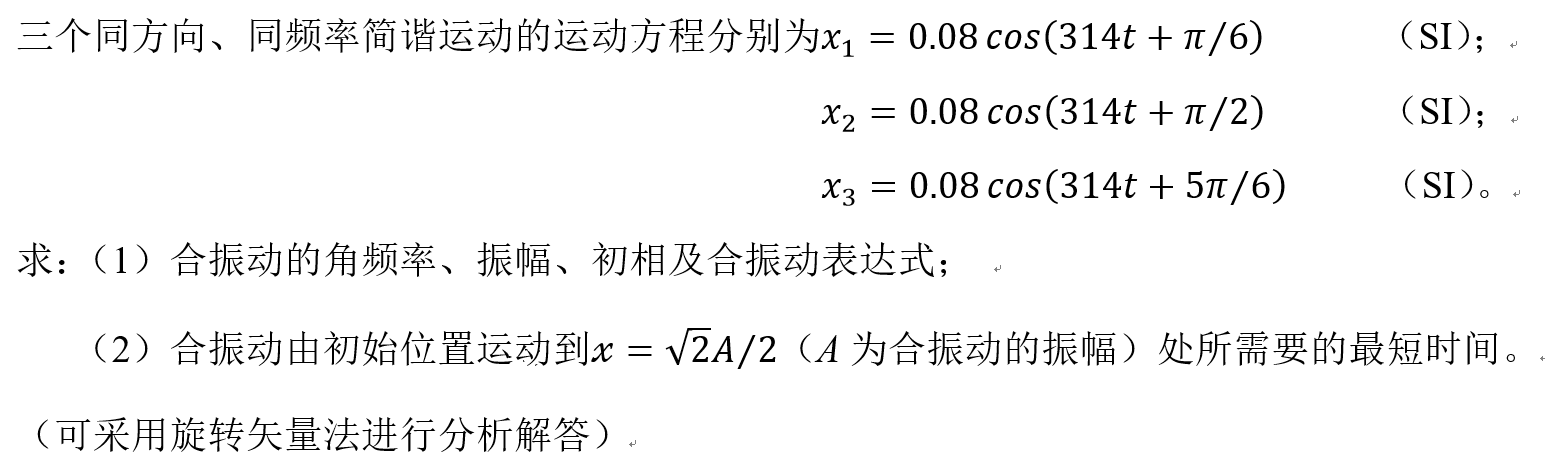 三个同方向、同频率简谐运动的运动方程分别为x₁ = 0.08 cos(314t + π/6) （SI）；
x₂ = 0.08 cos(314t + π/2) （SI）；
x₃ = 0.08 cos(314t + 5π/6) （SI）。
求：（1）合振动的角频率、振幅、初相及合振动表达式；
（2）合振动由初始位置运动到x = √2A/2（A 为合振动的振幅）处所需要的最短时间。
（可采用旋转矢量法进行分析解答）